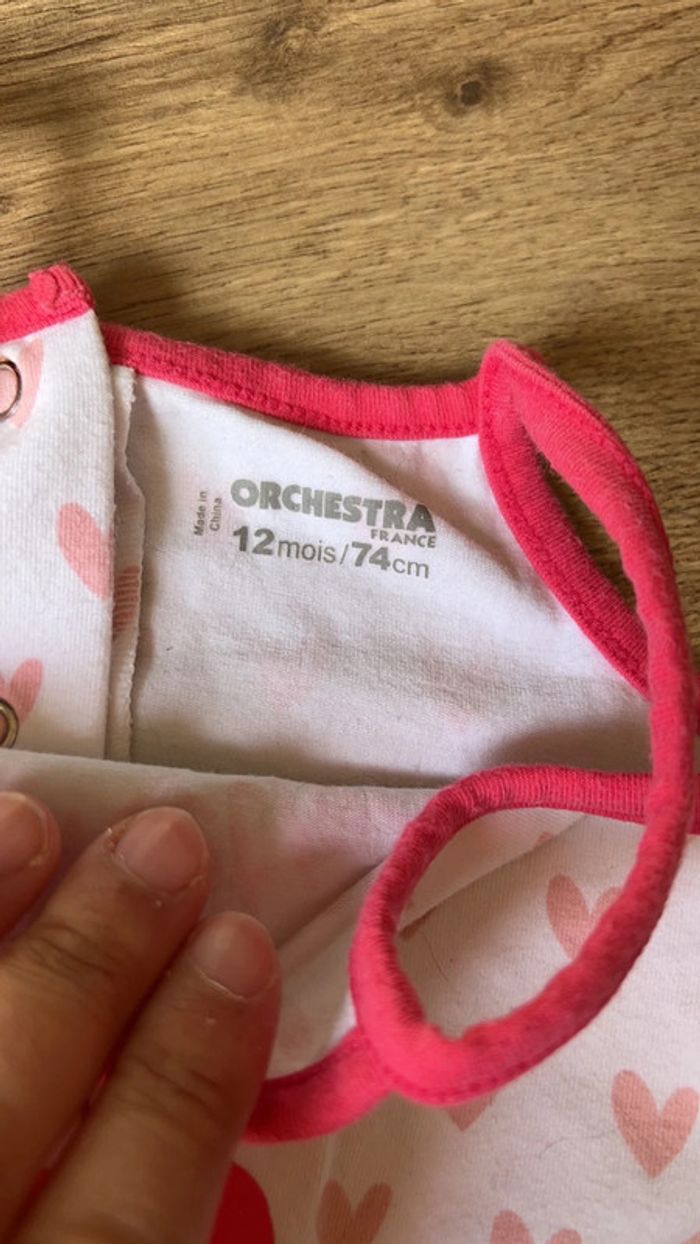 Made in
China
ORCHESTRA
FRANCE
12mois/74cm